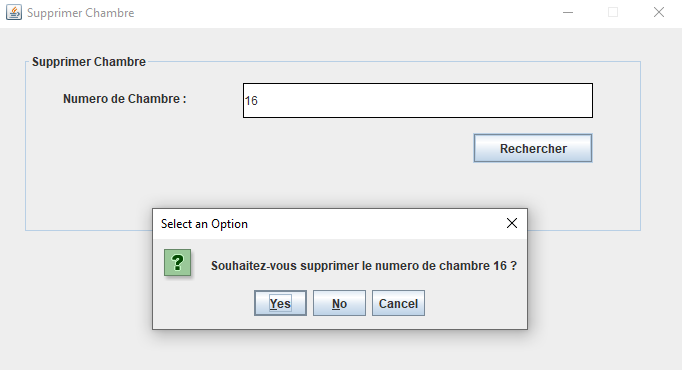 Supprimer Chambre
Supprimer Chambre
Numero de Chambre :
16
Rechercher
Select an Option
?
Souhaitez-vous supprimer le numero de chambre 16 ?
Yes No Cancel